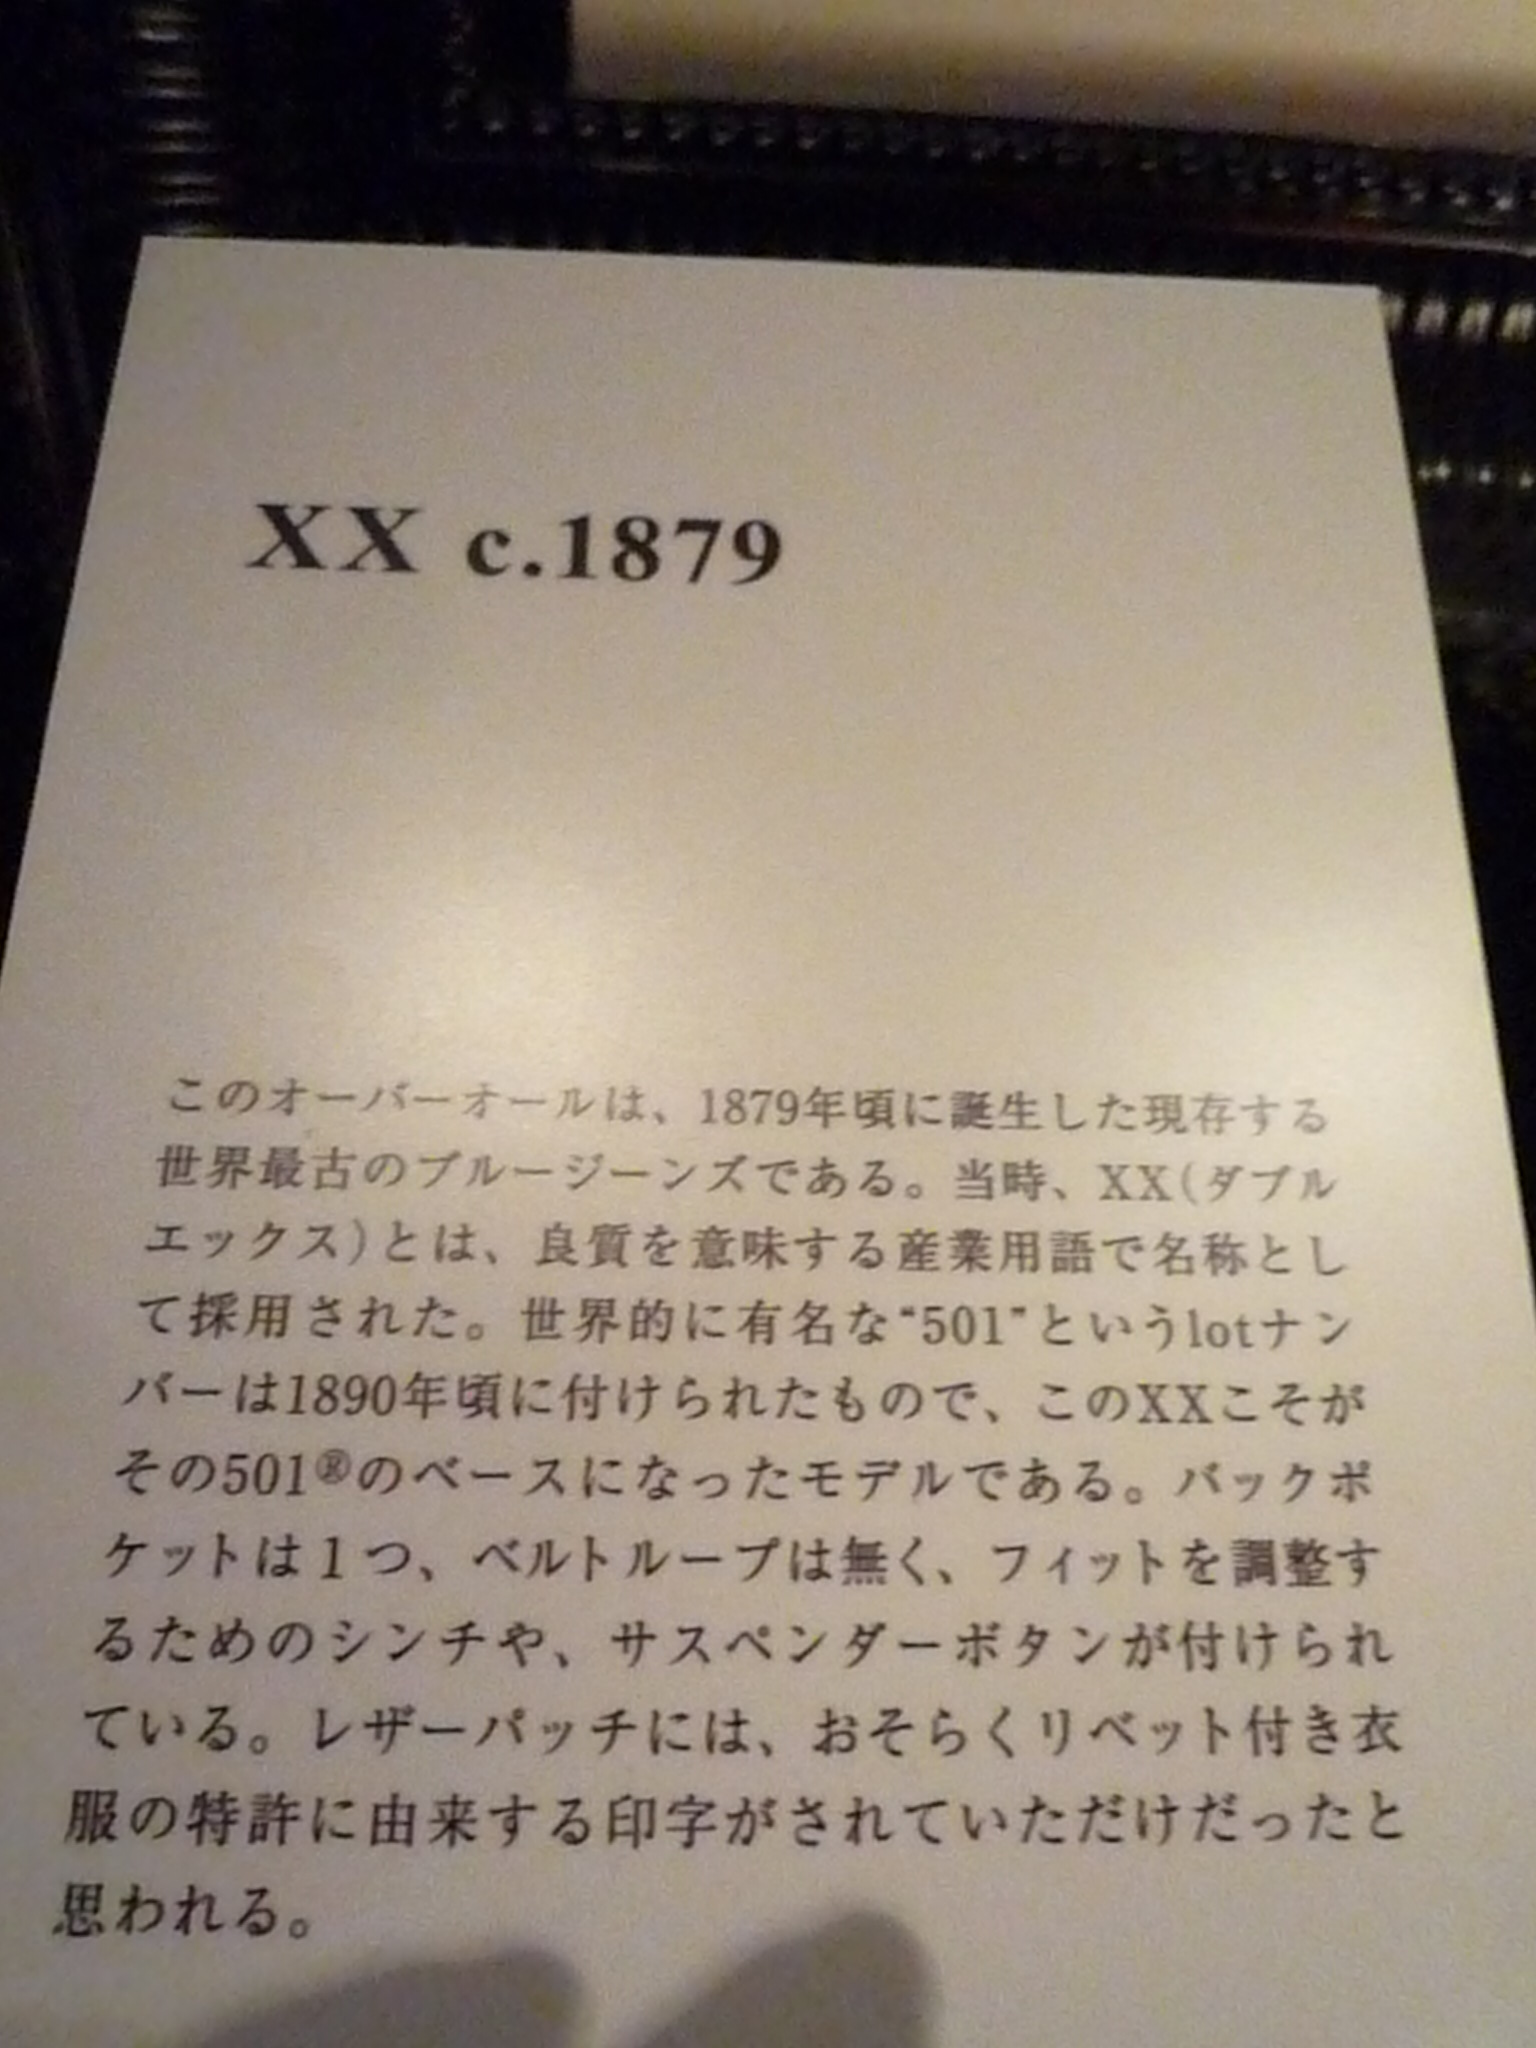 XX c.1879
このオーバーオールは、1879年頃に誕生した現存する
世界最古のブルージーンズである。当時、XX(ダブル
エックス)とは、良質を意味する産業用語で名称とし
て採用された。世界的に有名な“501”というlotナン
バーは1890年頃に付けられたもので、このXXこそが
その501®のベースになったモデルである。バックポ
ケットは1つ、ベルトループは無く、フィットを調整す
るためのシンチや、サスペンダーボタンが付けられ
ている。レザーパッチには、おそらくリベット付き衣
服の特許に由来する印字がされていただけだったと
思われる。